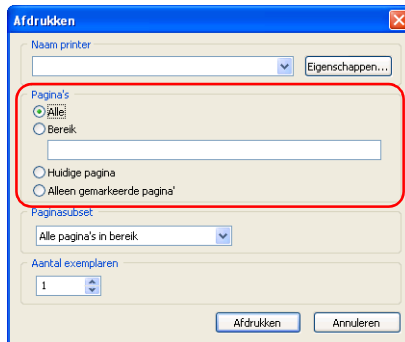 Afdrukken
Naam printer
Eigenschappen...
Pagina's
Alle
Bereik
Huidige pagina
Alleen gemarkeerde pagina'
Paginasubset
Alle pagina's in bereik
Aantal exemplaren
1
Afdrukken Annuleren